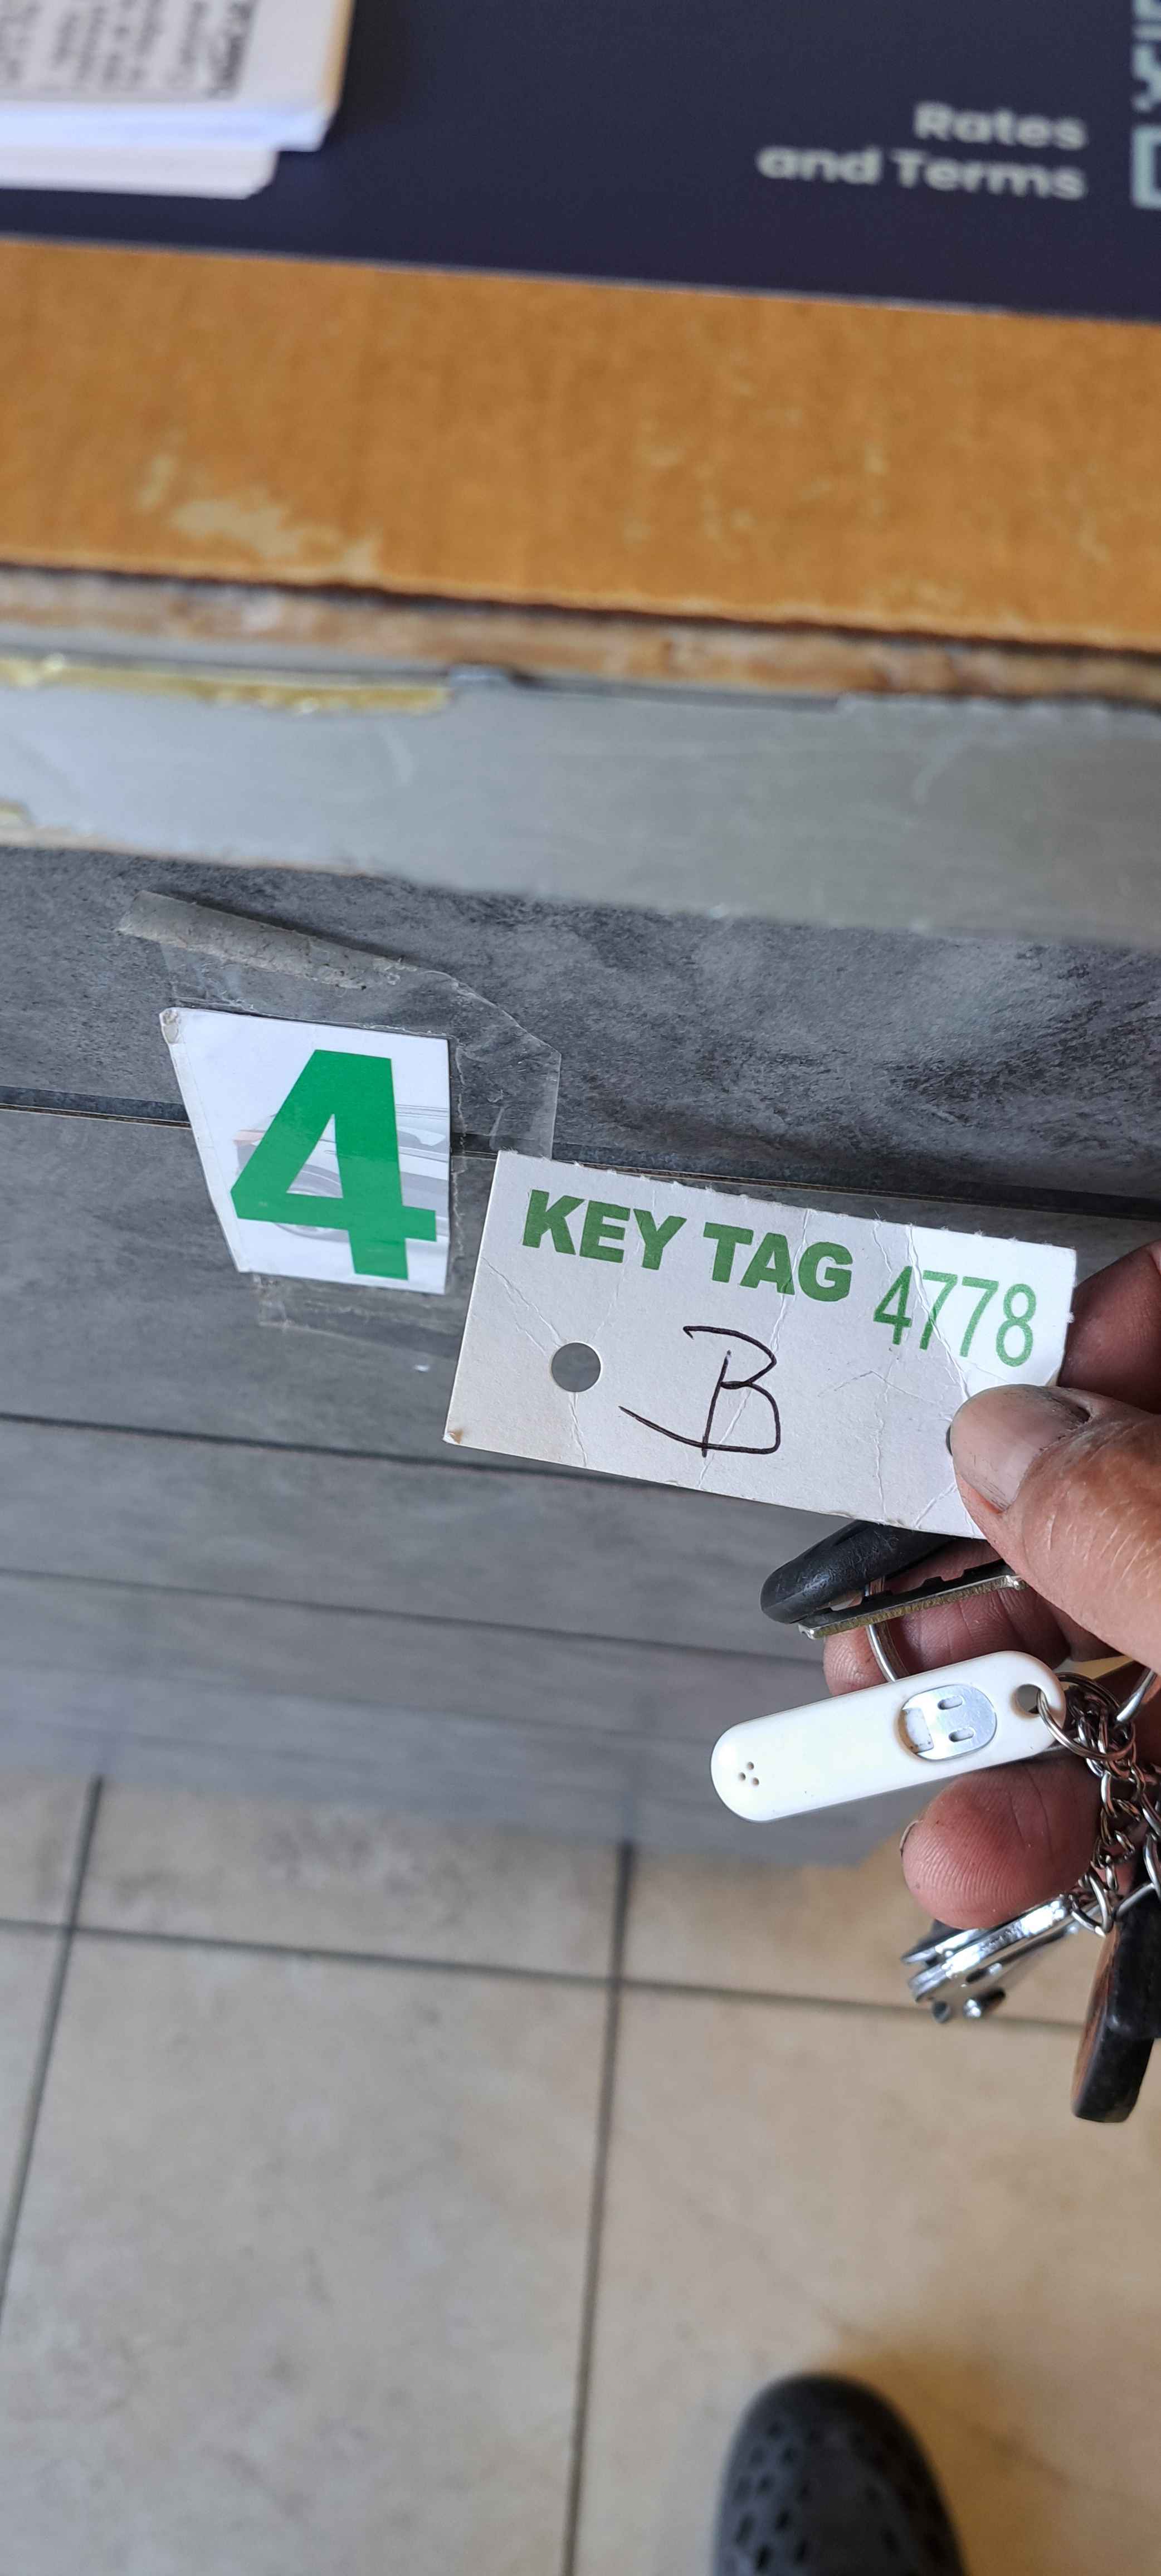 Rates
and Terms
4
KEY TAG 4778
B